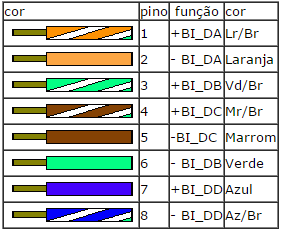 cor pino função cor
1 +BI_DA Lr/Br
2 - BI_DA Laranja
3 +BI_DB Vd/Br
4 +BI_DC Mr/Br
5 -BI_DC Marrom
6 - BI_DB Verde
7 +BI_DD Azul
8 - BI_DD Az/Br